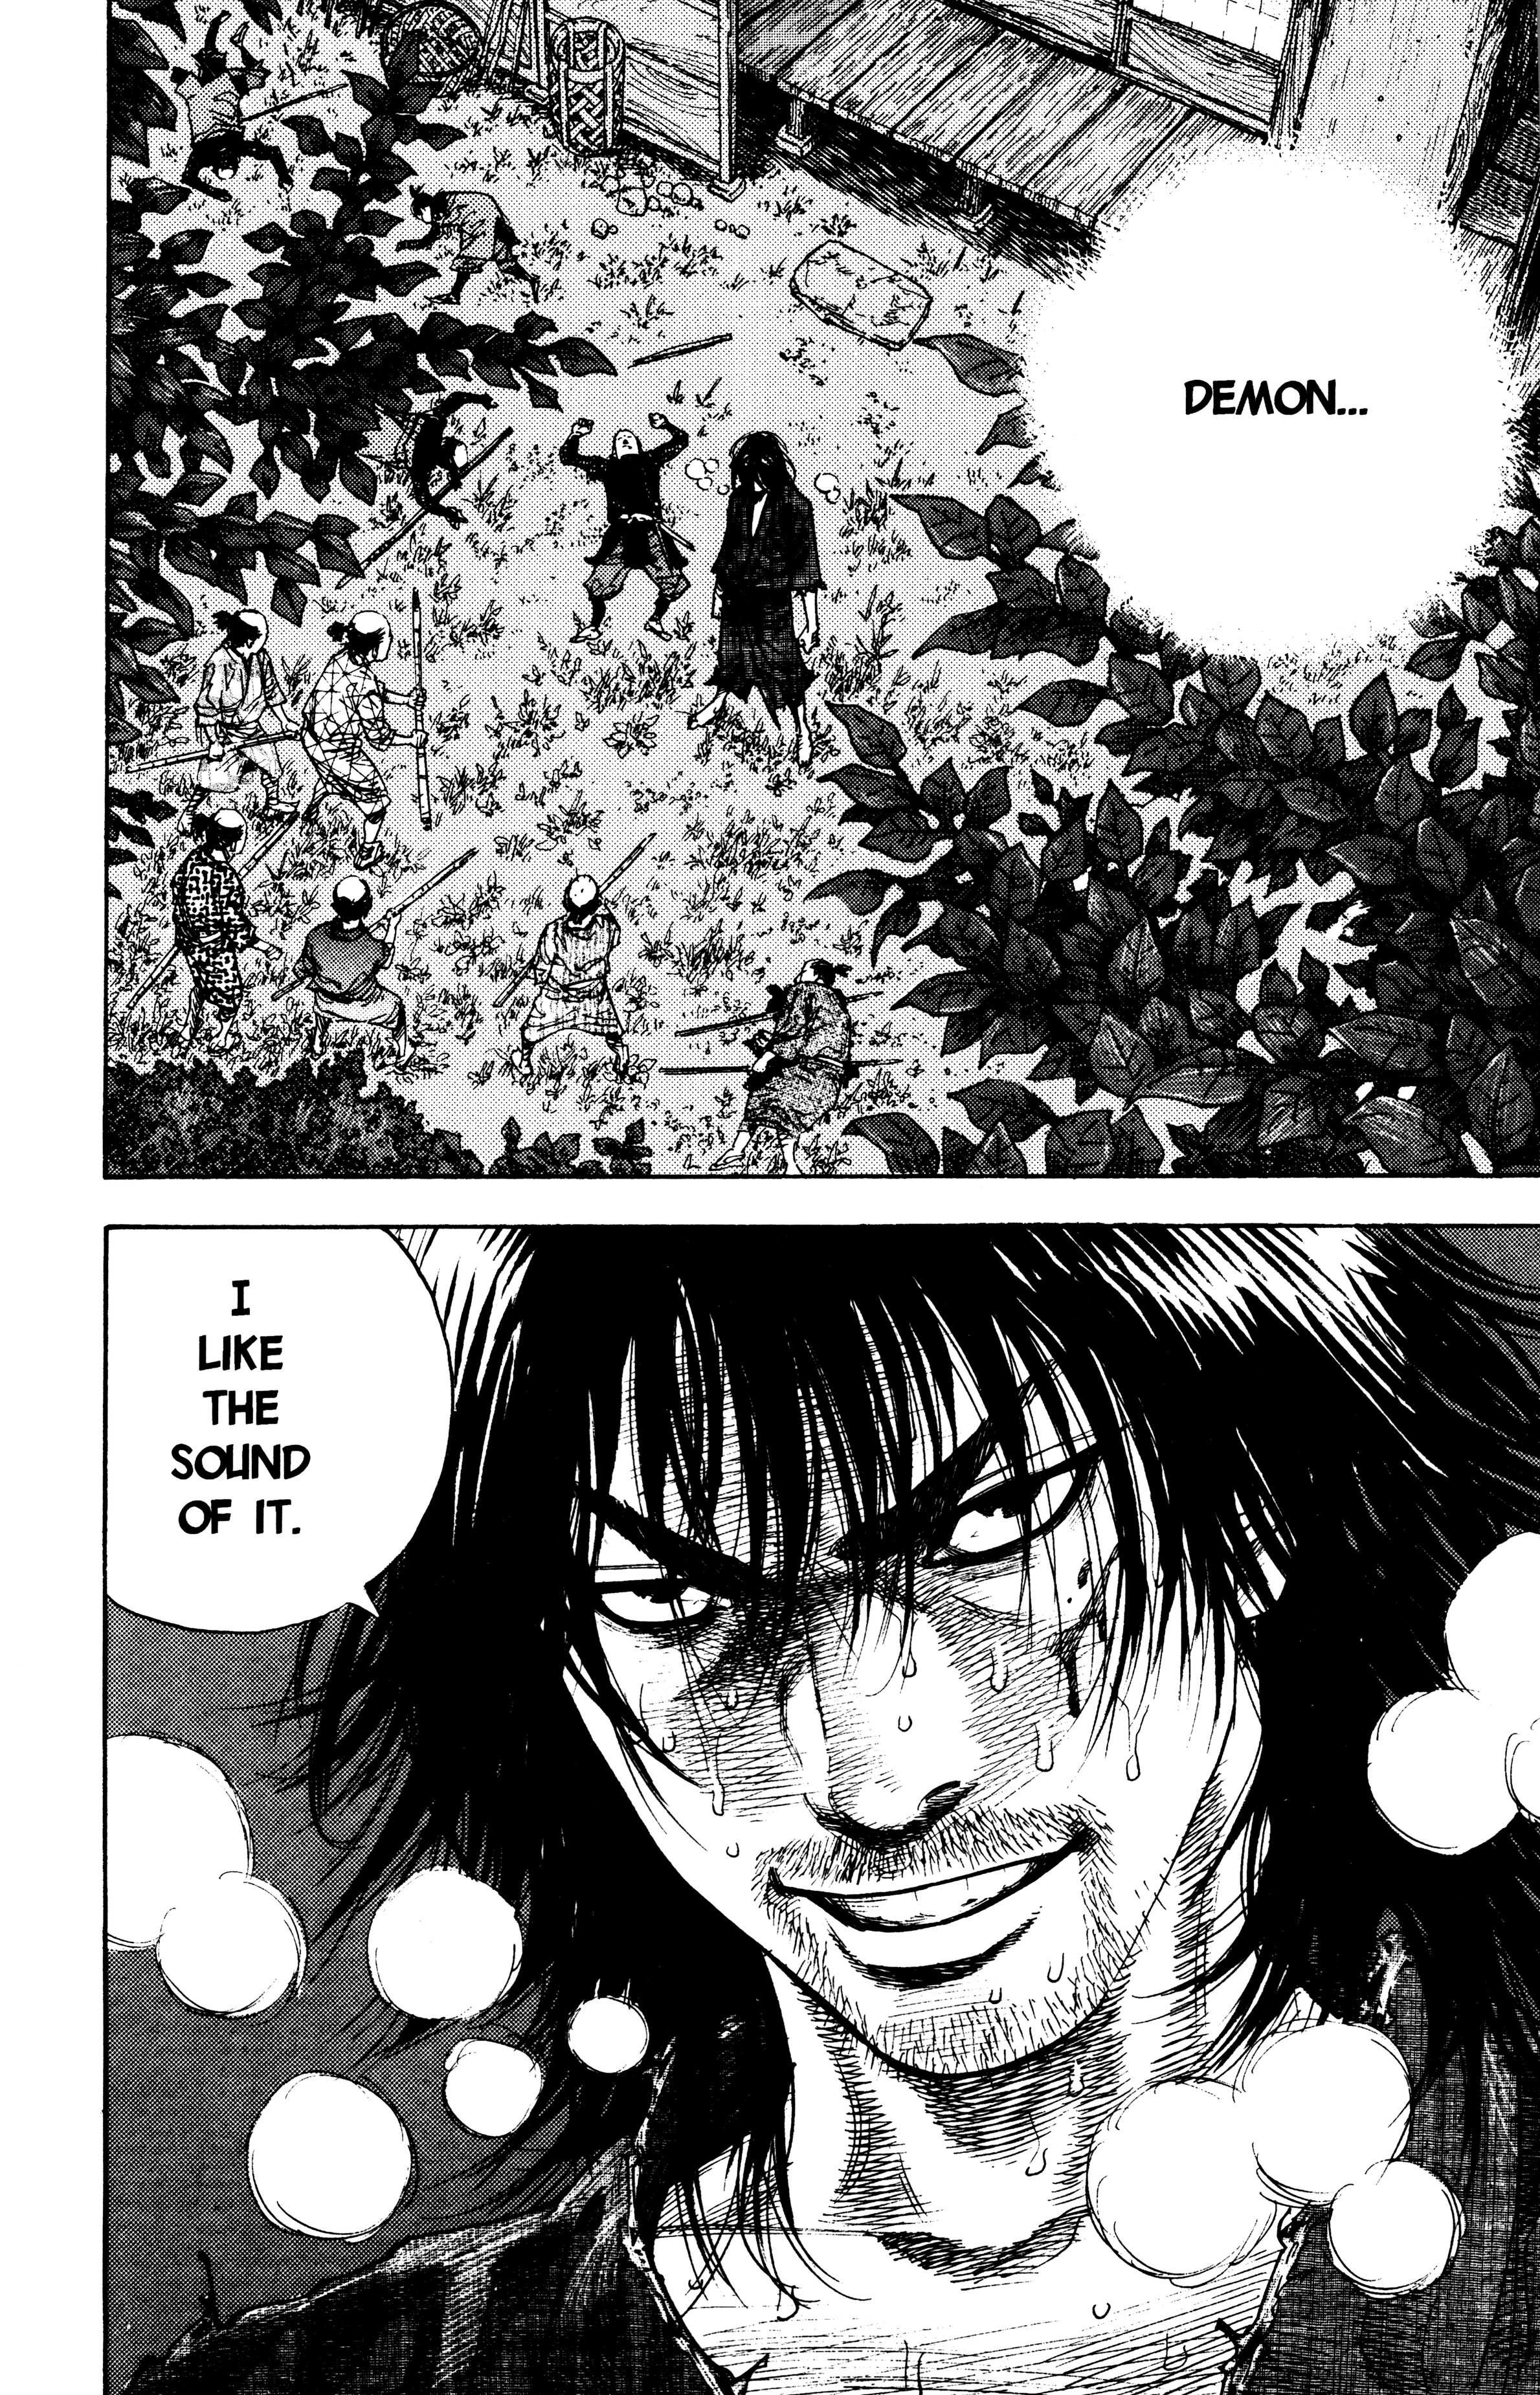 DEMON...
I
LIKE
THE
SOUND
OF IT.